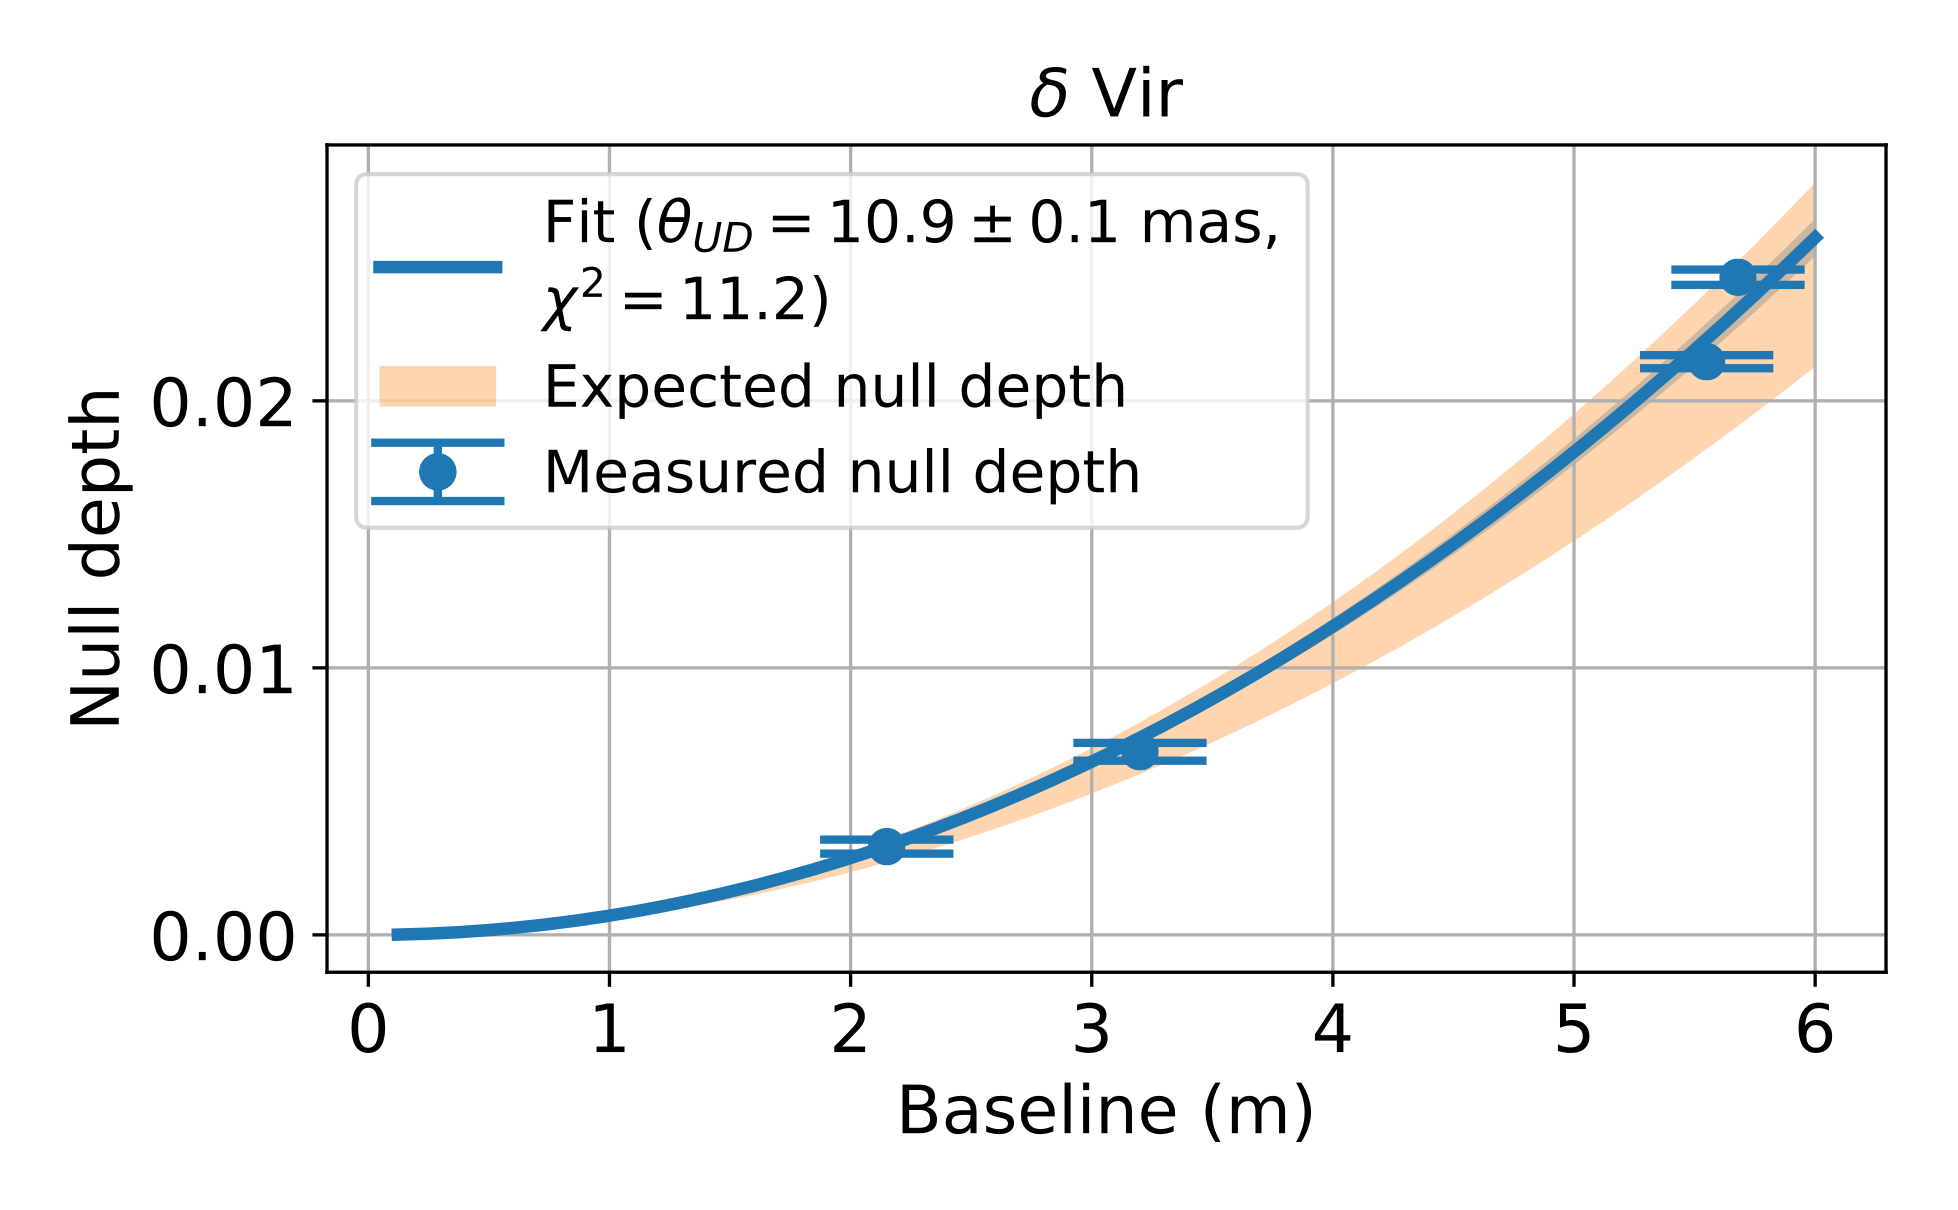 δ Vir
Fit (θ_UD = 10.9 ± 0.1 mas,
χ² = 11.2)
Expected null depth
Measured null depth
Null depth
0.02
0.01
0.00
0 1 2 3 4 5 6
Baseline (m)